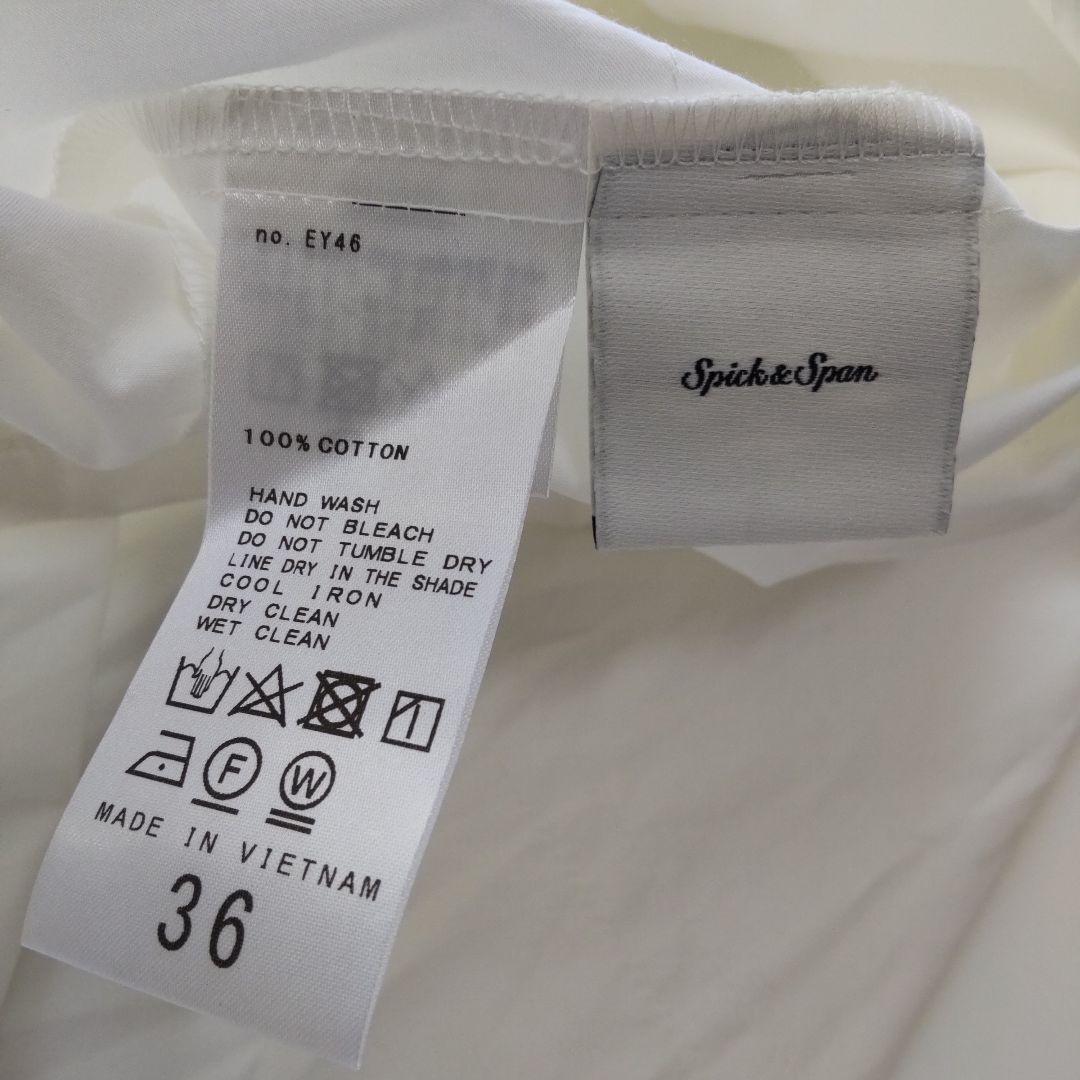 no. EY46
100% COTTON
HAND WASH
DO NOT BLEACH
DO NOT TUMBLE DRY
LINE DRY IN THE SHADE
COOL IRON
DRY CLEAN
WET CLEAN
F W
MADE IN VIETNAM
36
Spick&Span